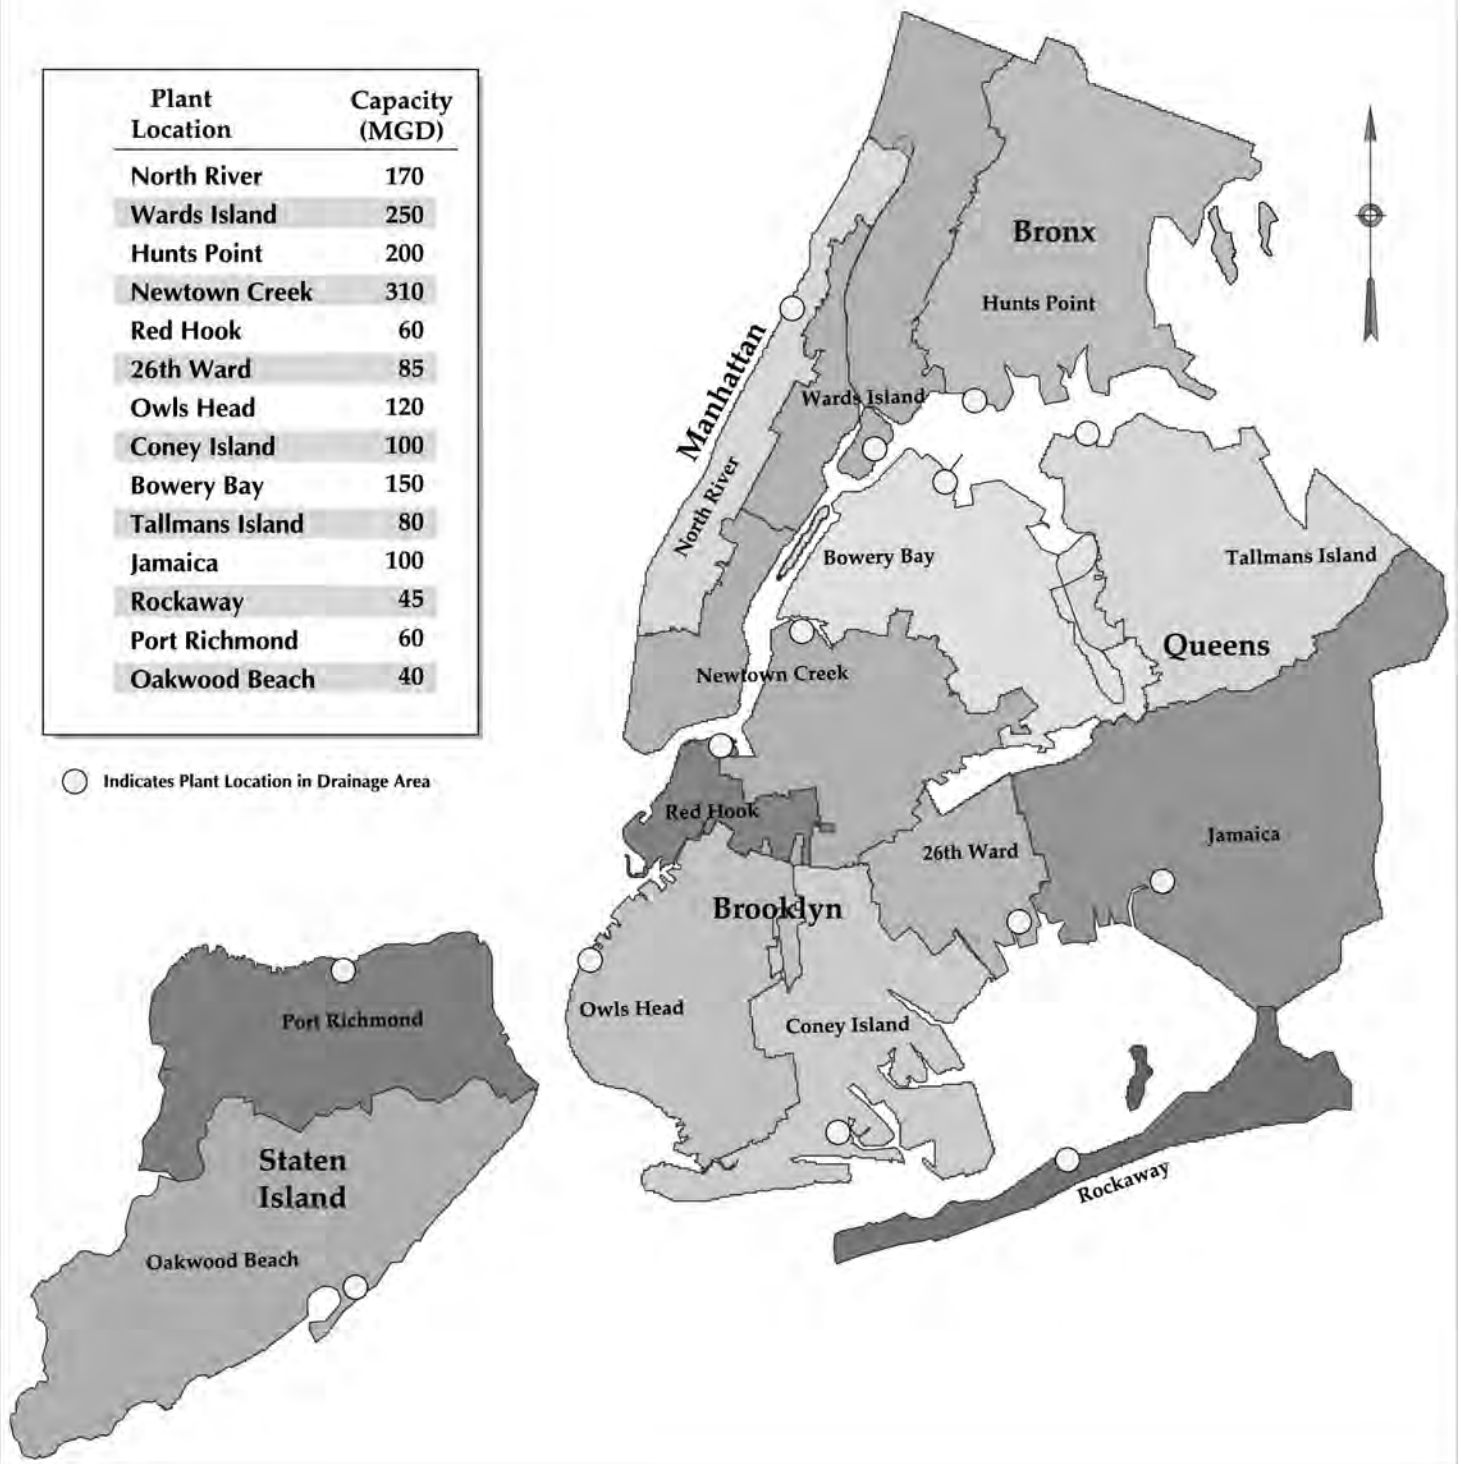 Plant Location Capacity (MGD)
North River 170
Wards Island 250
Hunts Point 200
Newtown Creek 310
Red Hook 60
26th Ward 85
Owls Head 120
Coney Island 100
Bowery Bay 150
Tallmans Island 80
Jamaica 100
Rockaway 45
Port Richmond 60
Oakwood Beach 40
Indicates Plant Location in Drainage Area
Bronx
Hunts Point
Manhattan
Wards Island
North River
Bowery Bay
Tallmans Island
Queens
Newtown Creek
Red Hook
26th Ward
Jamaica
Brooklyn
Owls Head
Coney Island
Port Richmond
Staten
Island
Rockaway
Oakwood Beach